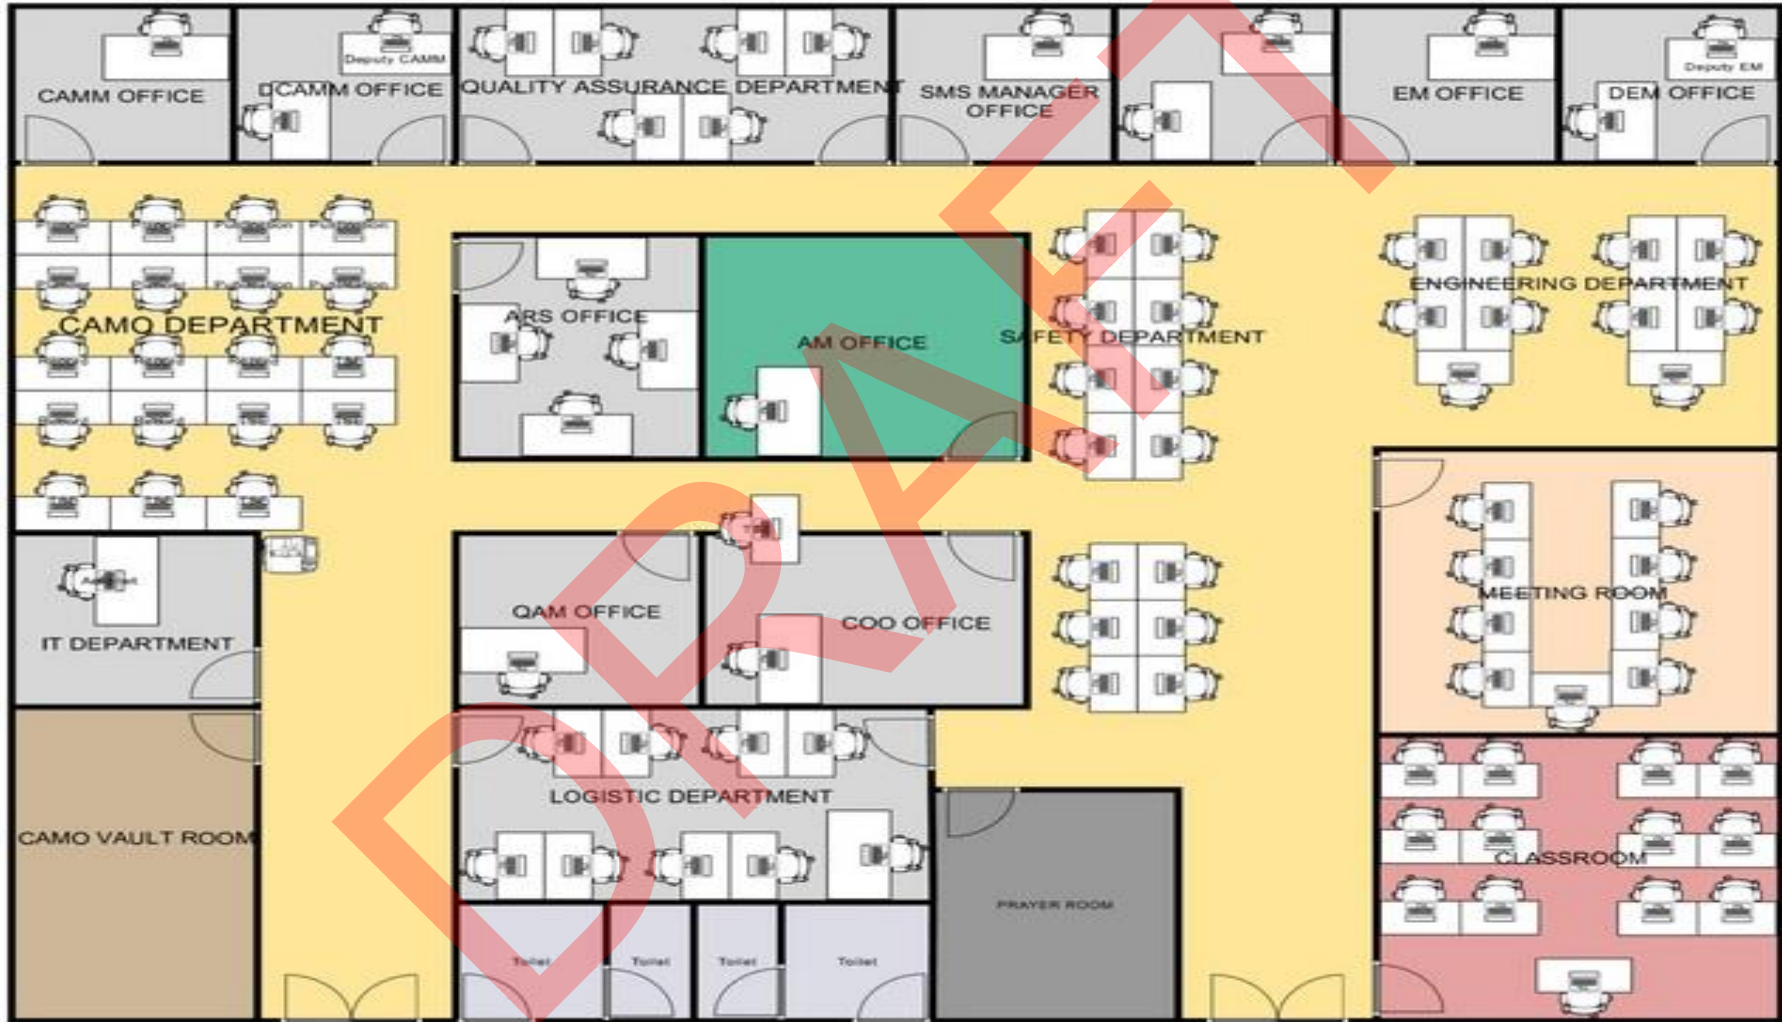 CAMM OFFICE
Deputy CAMM
DCAMM OFFICE
QUALITY ASSURANCE DEPARTMENT
SMS MANAGER
OFFICE
EM OFFICE
Deputy EM
DEM OFFICE
CAMO DEPARTMENT
ARS OFFICE
AM OFFICE
SAFETY DEPARTMENT
ENGINEERING DEPARTMENT
IT DEPARTMENT
QAM OFFICE
COO OFFICE
MEETING ROOM
CAMO VAULT ROOM
LOGISTIC DEPARTMENT
PRAYER ROOM
CLASSROOM
Toilet
Toilet
Toilet
Toilet
DRAFT